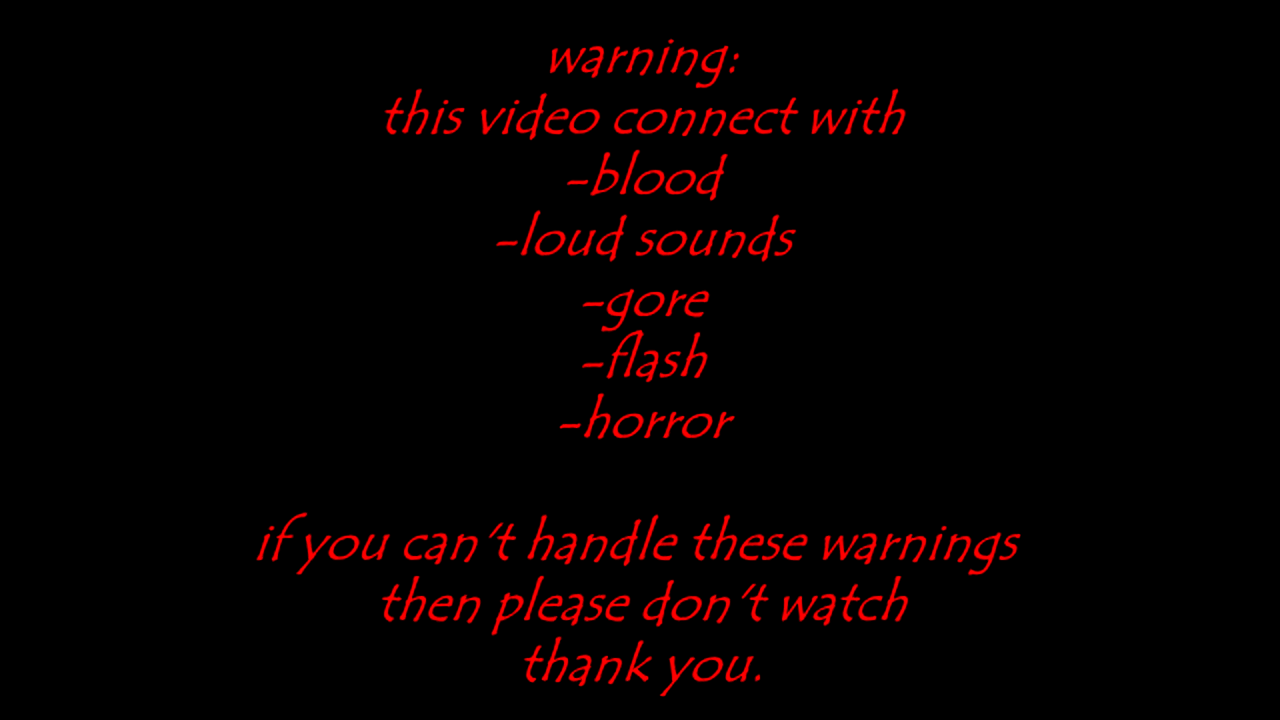 warning:
this video connect with
-blood
-loud sounds
-gore
-flash
-horror
if you can't handle these warnings
then please don't watch
thank you.